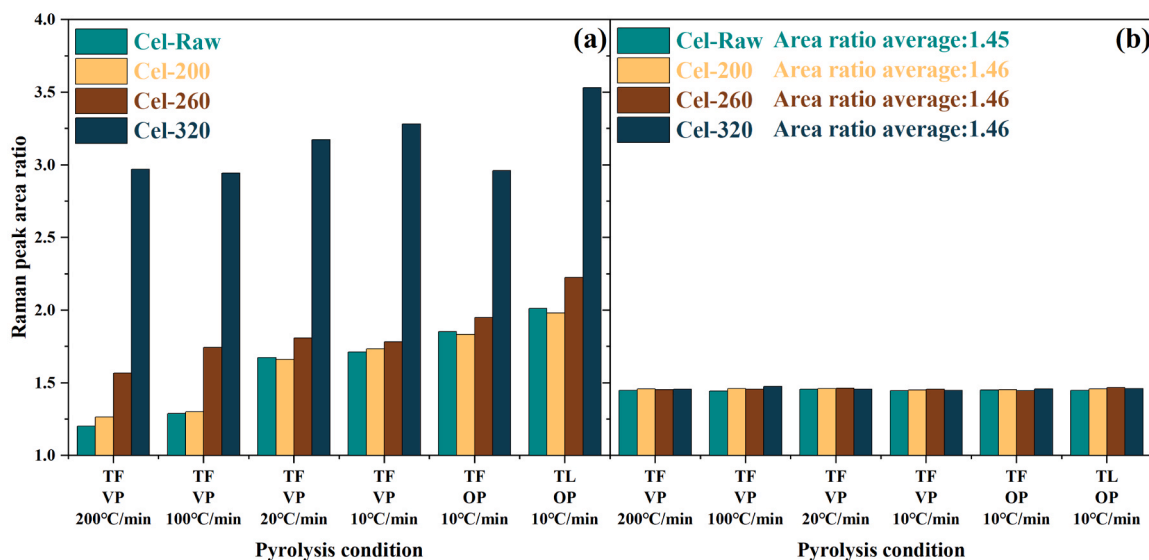 Raman peak area ratio
4.0
3.5
3.0
2.5
2.0
1.5
1.0
Cel-Raw
Cel-200
Cel-260
Cel-320
(a)
TF TF TF TF TF TL
VP VP VP VP OP OP
200℃/min 100℃/min 20℃/min 10℃/min 10℃/min 10℃/min
Pyrolysis condition
Cel-Raw Area ratio average:1.45
Cel-200 Area ratio average:1.46
Cel-260 Area ratio average:1.46
Cel-320 Area ratio average:1.46
(b)
TF TF TF TF TF TL
VP VP VP VP OP OP
200℃/min 100℃/min 20℃/min 10℃/min 10℃/min 10℃/min
Pyrolysis condition